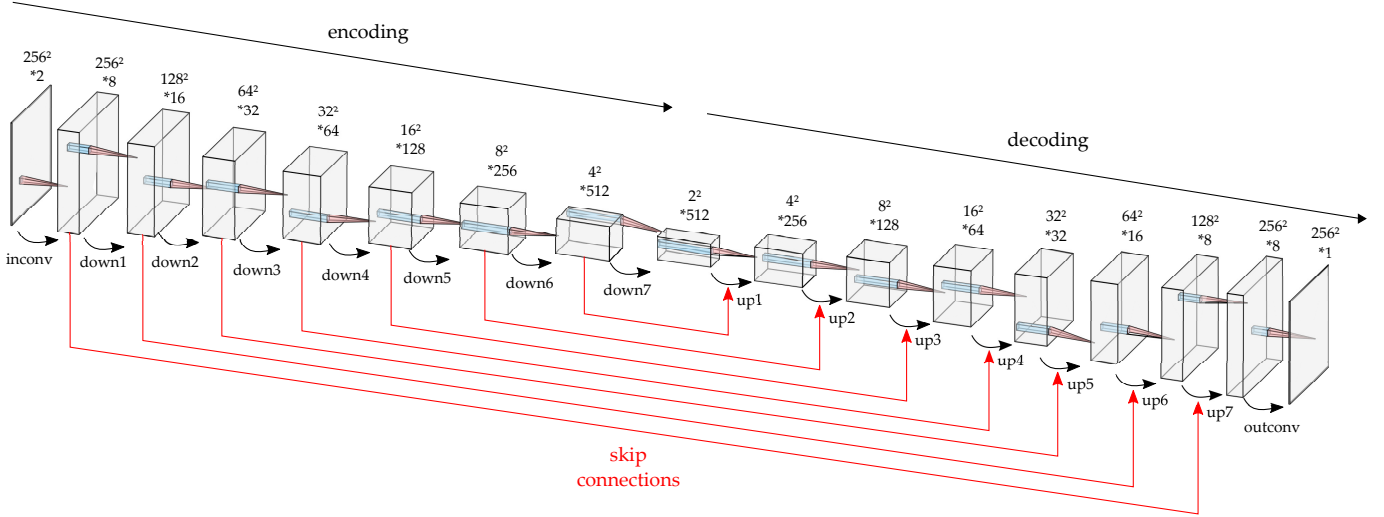 encoding
decoding
256²
*2
256²
*8
128²
*16
64²
*32
32²
*64
16²
*128
8²
*256
4²
*512
2²
*512
4²
*256
8²
*128
16²
*64
32²
*32
64²
*16
128²
*8
256²
*8
256²
*1
inconv
down1
down2
down3
down4
down5
down6
down7
up1
up2
up3
up4
up5
up6
up7
outconv
skip
connections